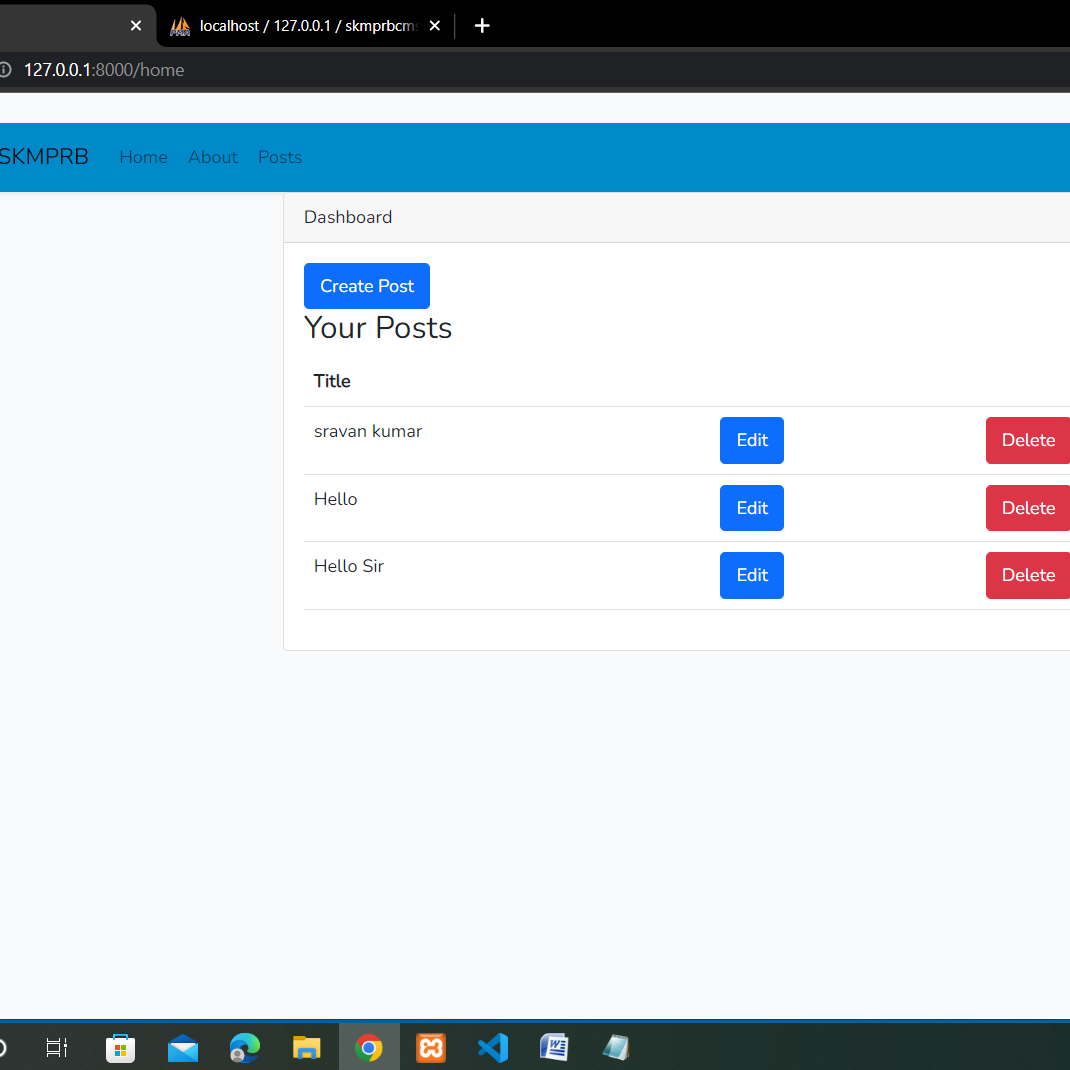 localhost / 127.0.0.1 / skmprbcms
127.0.0.1:8000/home
SKMPRB Home About Posts
Dashboard
Create Post
Your Posts
Title
sravan kumar Edit Delete
Hello Edit Delete
Hello Sir Edit Delete